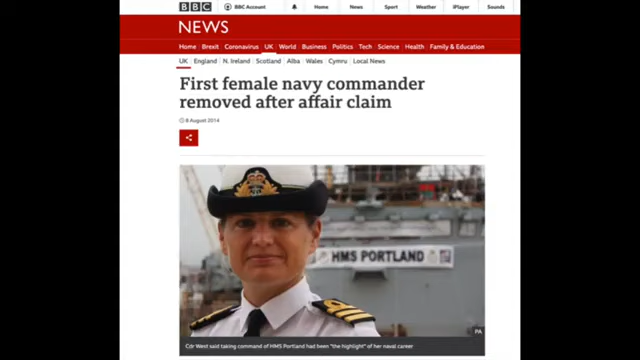 BBC BBC Account Home News Sport Weather iPlayer Sounds
NEWS
Home Brexit Coronavirus UK World Business Politics Tech Science Health Family & Education
UK England N. Ireland Scotland Alba Wales Cymru Local News
First female navy commander
removed after affair claim
8 August 2014
HMS PORTLAND
PA
Cdr West said taking command of HMS Portland had been "the highlight" of her naval career